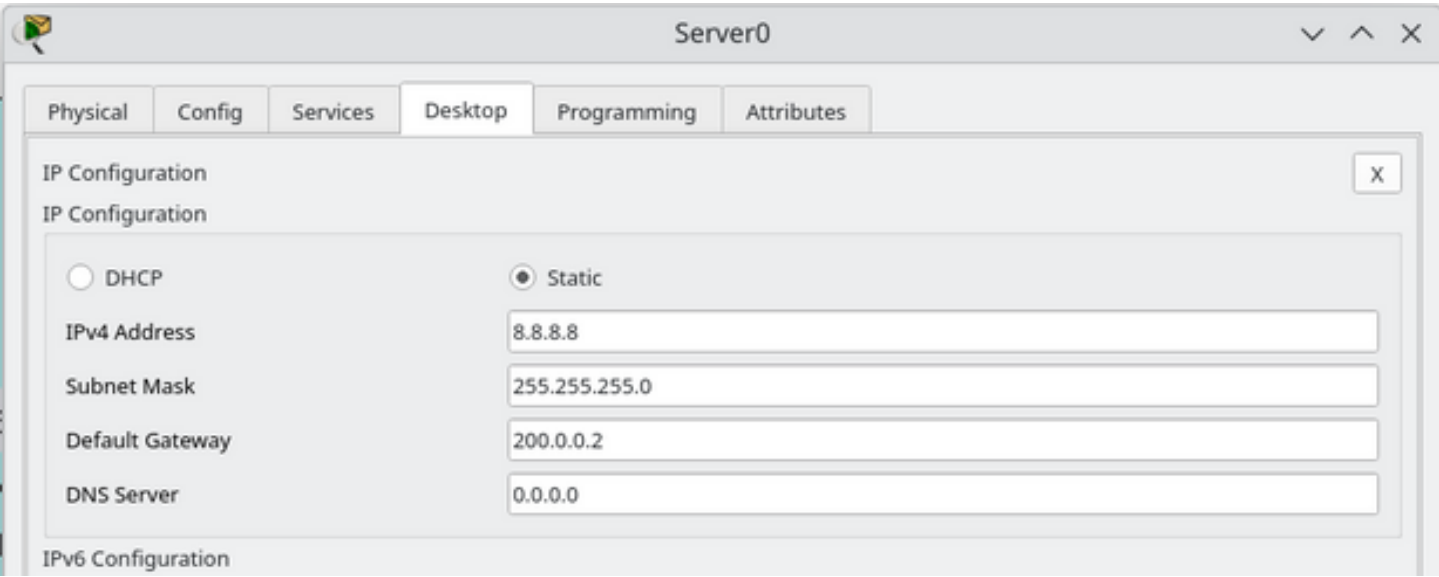 Server0
Physical Config Services Desktop Programming Attributes
IP Configuration X
IP Configuration
DHCP Static
IPv4 Address 8.8.8.8
Subnet Mask 255.255.255.0
Default Gateway 200.0.0.2
DNS Server 0.0.0.0
IPv6 Configuration